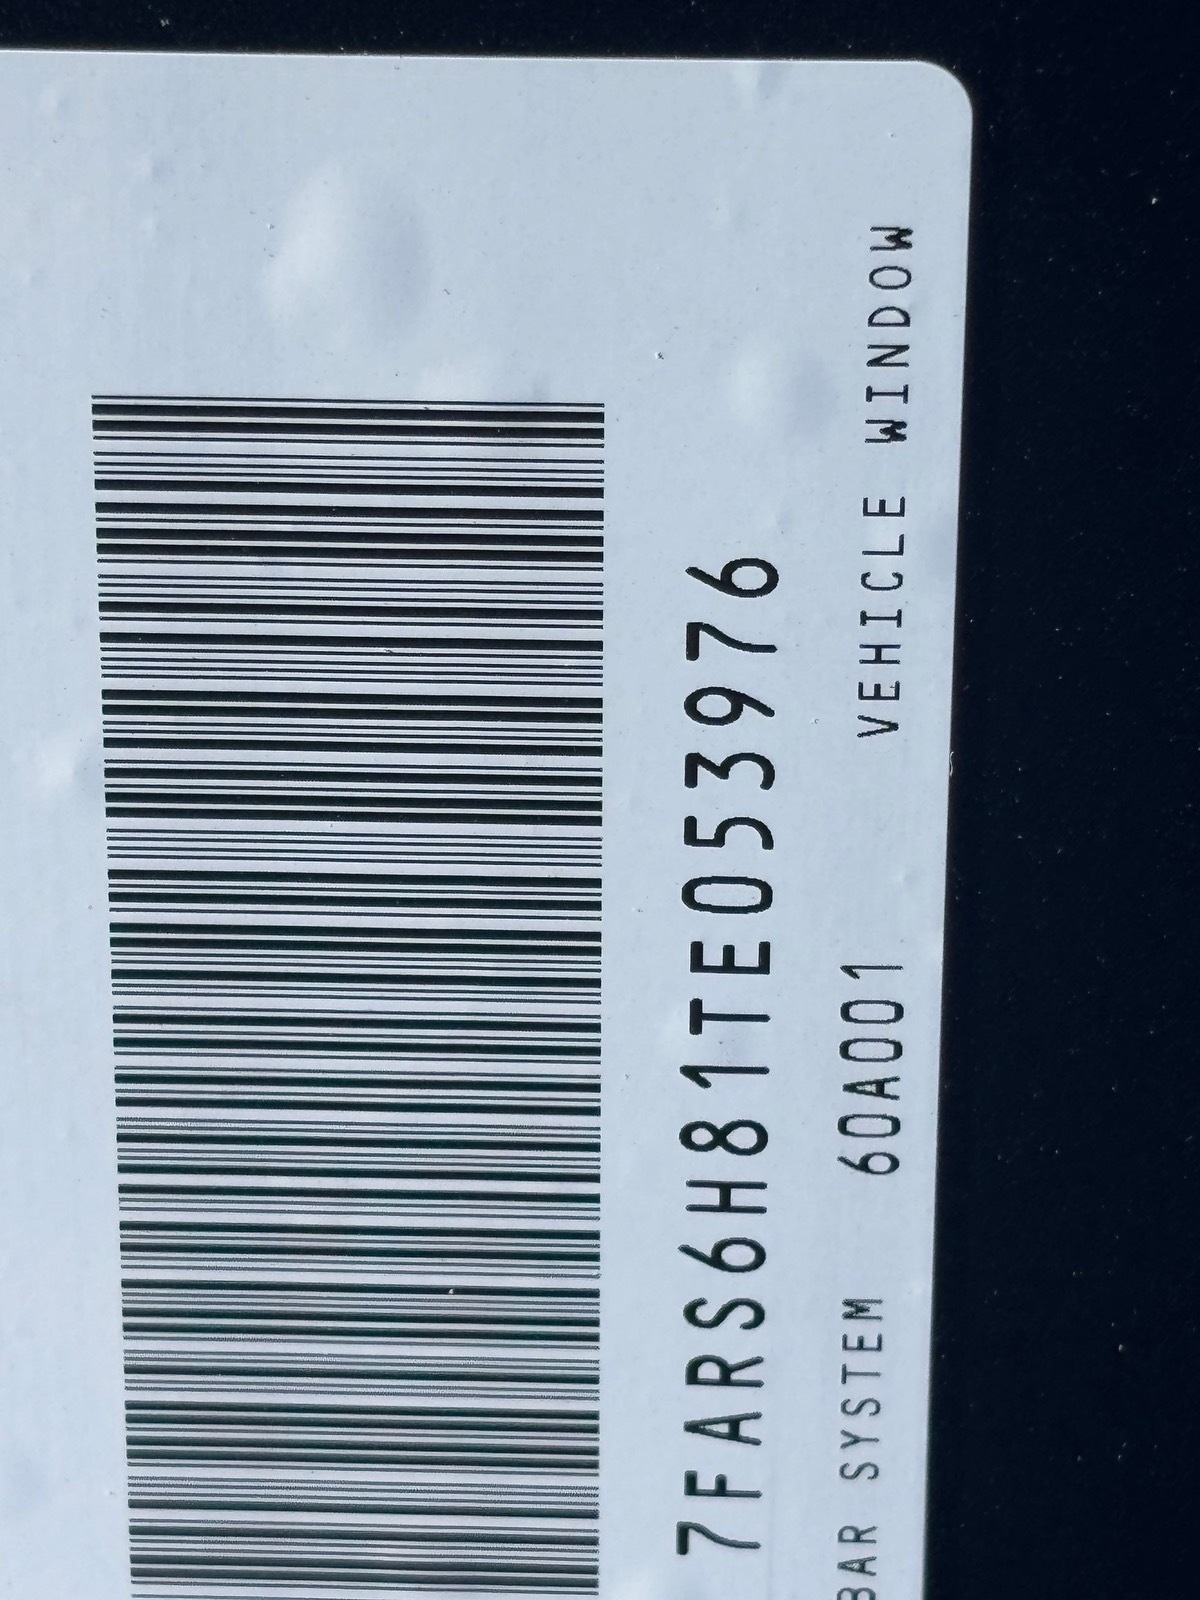 7FARS6H81TE053976
BAR SYSTEM 60A001 VEHICLE WINDOW